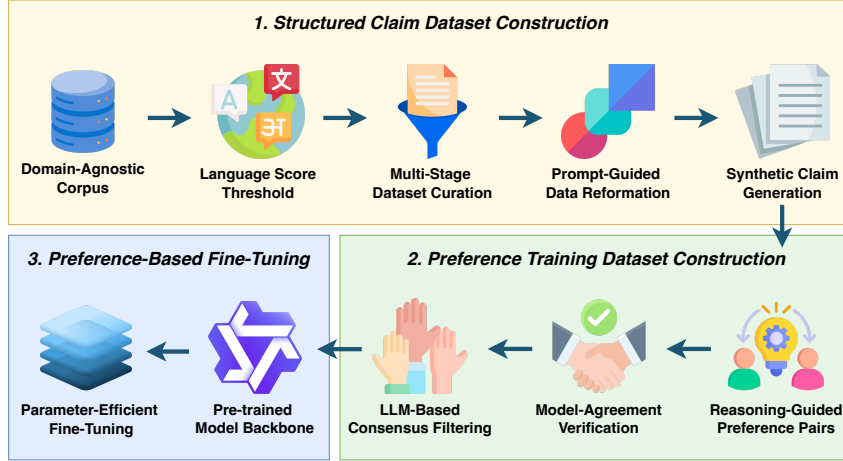 1. Structured Claim Dataset Construction
A
文
अ
Domain-Agnostic
Corpus
Language Score
Threshold
Multi-Stage
Dataset Curation
Prompt-Guided
Data Reformation
Synthetic Claim
Generation
2. Preference Training Dataset Construction
Reasoning-Guided
Preference Pairs
Model-Agreement
Verification
LLM-Based
Consensus Filtering
3. Preference-Based Fine-Tuning
Pre-trained
Model Backbone
Parameter-Efficient
Fine-Tuning